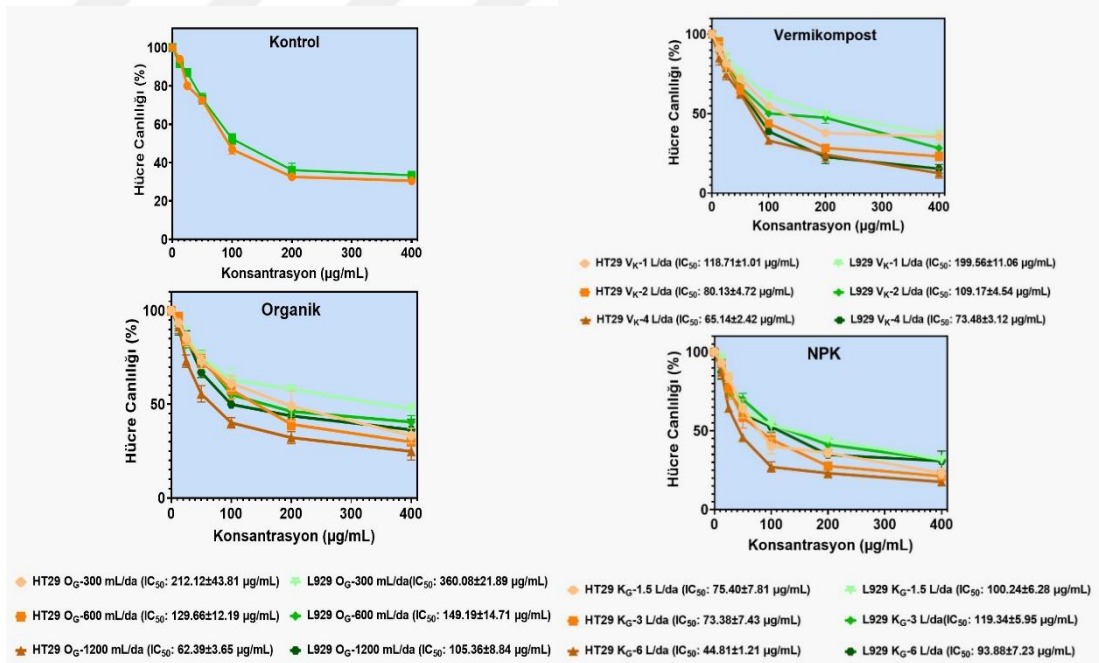 Kontrol
Hücre Canlılığı (%)
100
80
60
40
20
0
0 100 200 300 400
Konsantrasyon (µg/mL)
Vermikompost
Hücre Canlılığı (%)
100
50
0
0 100 200 300 400
Konsantrasyon (µg/mL)
HT29 VK-1 L/da (IC50: 118.71±1.01 µg/mL) L929 VK-1 L/da (IC50: 199.56±11.06 µg/mL)
HT29 VK-2 L/da (IC50: 80.13±4.72 µg/mL) L929 VK-2 L/da (IC50: 109.17±4.54 µg/mL)
HT29 VK-4 L/da (IC50: 65.14±2.42 µg/mL) L929 VK-4 L/da (IC50: 73.48±3.12 µg/mL)
Organik
Hücre Canlılığı (%)
100
50
0
0 100 200 300 400
Konsantrasyon (µg/mL)
HT29 OG-300 mL/da (IC50: 212.12±43.81 µg/mL) L929 OG-300 mL/da(IC50: 360.08±21.89 µg/mL)
HT29 OG-600 mL/da (IC50: 129.66±12.19 µg/mL) L929 OG-600 mL/da (IC50: 149.19±14.71 µg/mL)
HT29 OG-1200 mL/da (IC50: 62.39±3.65 µg/mL) L929 OG-1200 mL/da (IC50: 105.36±8.84 µg/mL)
NPK
Hücre Canlılığı (%)
100
50
0
0 100 200 300 400
Konsantrasyon (µg/mL)
HT29 KG-1.5 L/da (IC50: 75.40±7.81 µg/mL) L929 KG-1.5 L/da (IC50: 100.24±6.28 µg/mL)
HT29 KG-3 L/da (IC50: 73.38±7.43 µg/mL) L929 KG-3 L/da(IC50: 119.34±5.95 µg/mL)
HT29 KG-6 L/da (IC50: 44.81±1.21 µg/mL) L929 KG-6 L/da (IC50: 93.88±7.23 µg/mL)